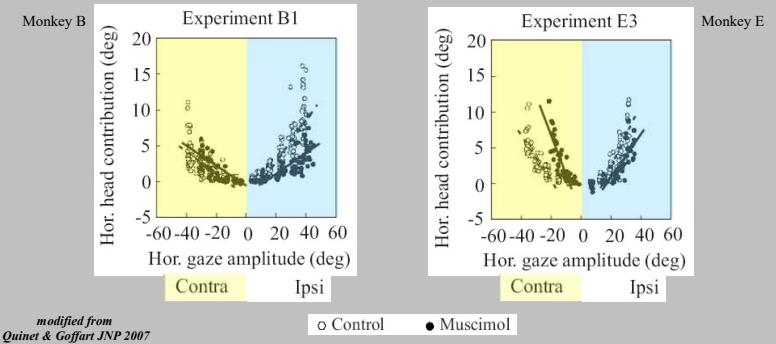 Monkey B
Experiment B1
Hor. head contribution (deg)
20
15
10
5
0
-5
-60 -40 -20 0 20 40 60
Hor. gaze amplitude (deg)
Contra Ipsi
Experiment E3
Monkey E
Hor. head contribution (deg)
20
15
10
5
0
-5
-60 -40 -20 0 20 40 60
Hor. gaze amplitude (deg)
Contra Ipsi
modified from
Quinet & Goffart JNP 2007
Control Muscimol